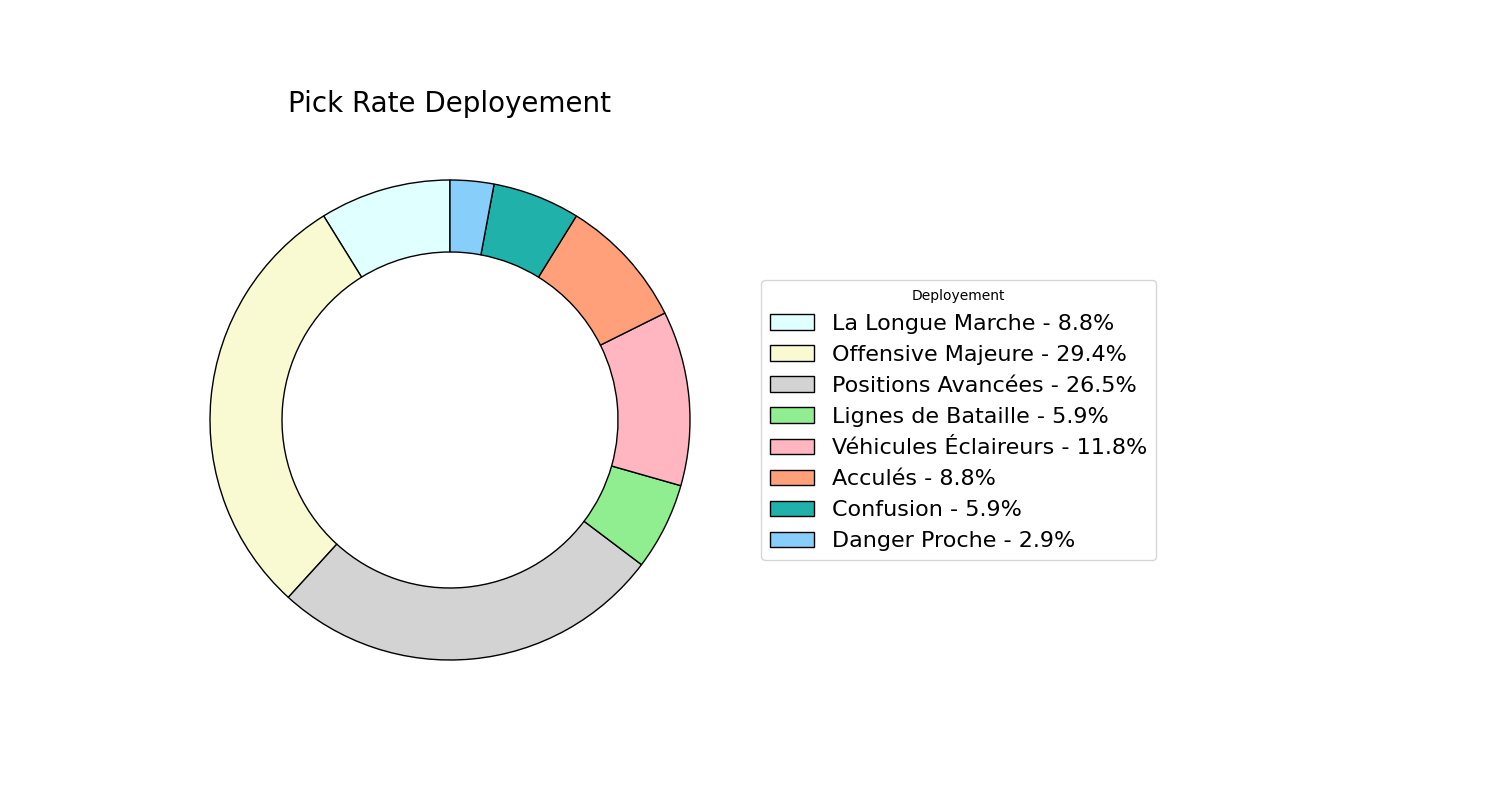 Pick Rate Deployement
Deployement
La Longue Marche - 8.8%
Offensive Majeure - 29.4%
Positions Avancées - 26.5%
Lignes de Bataille - 5.9%
Véhicules Éclaireurs - 11.8%
Acculés - 8.8%
Confusion - 5.9%
Danger Proche - 2.9%